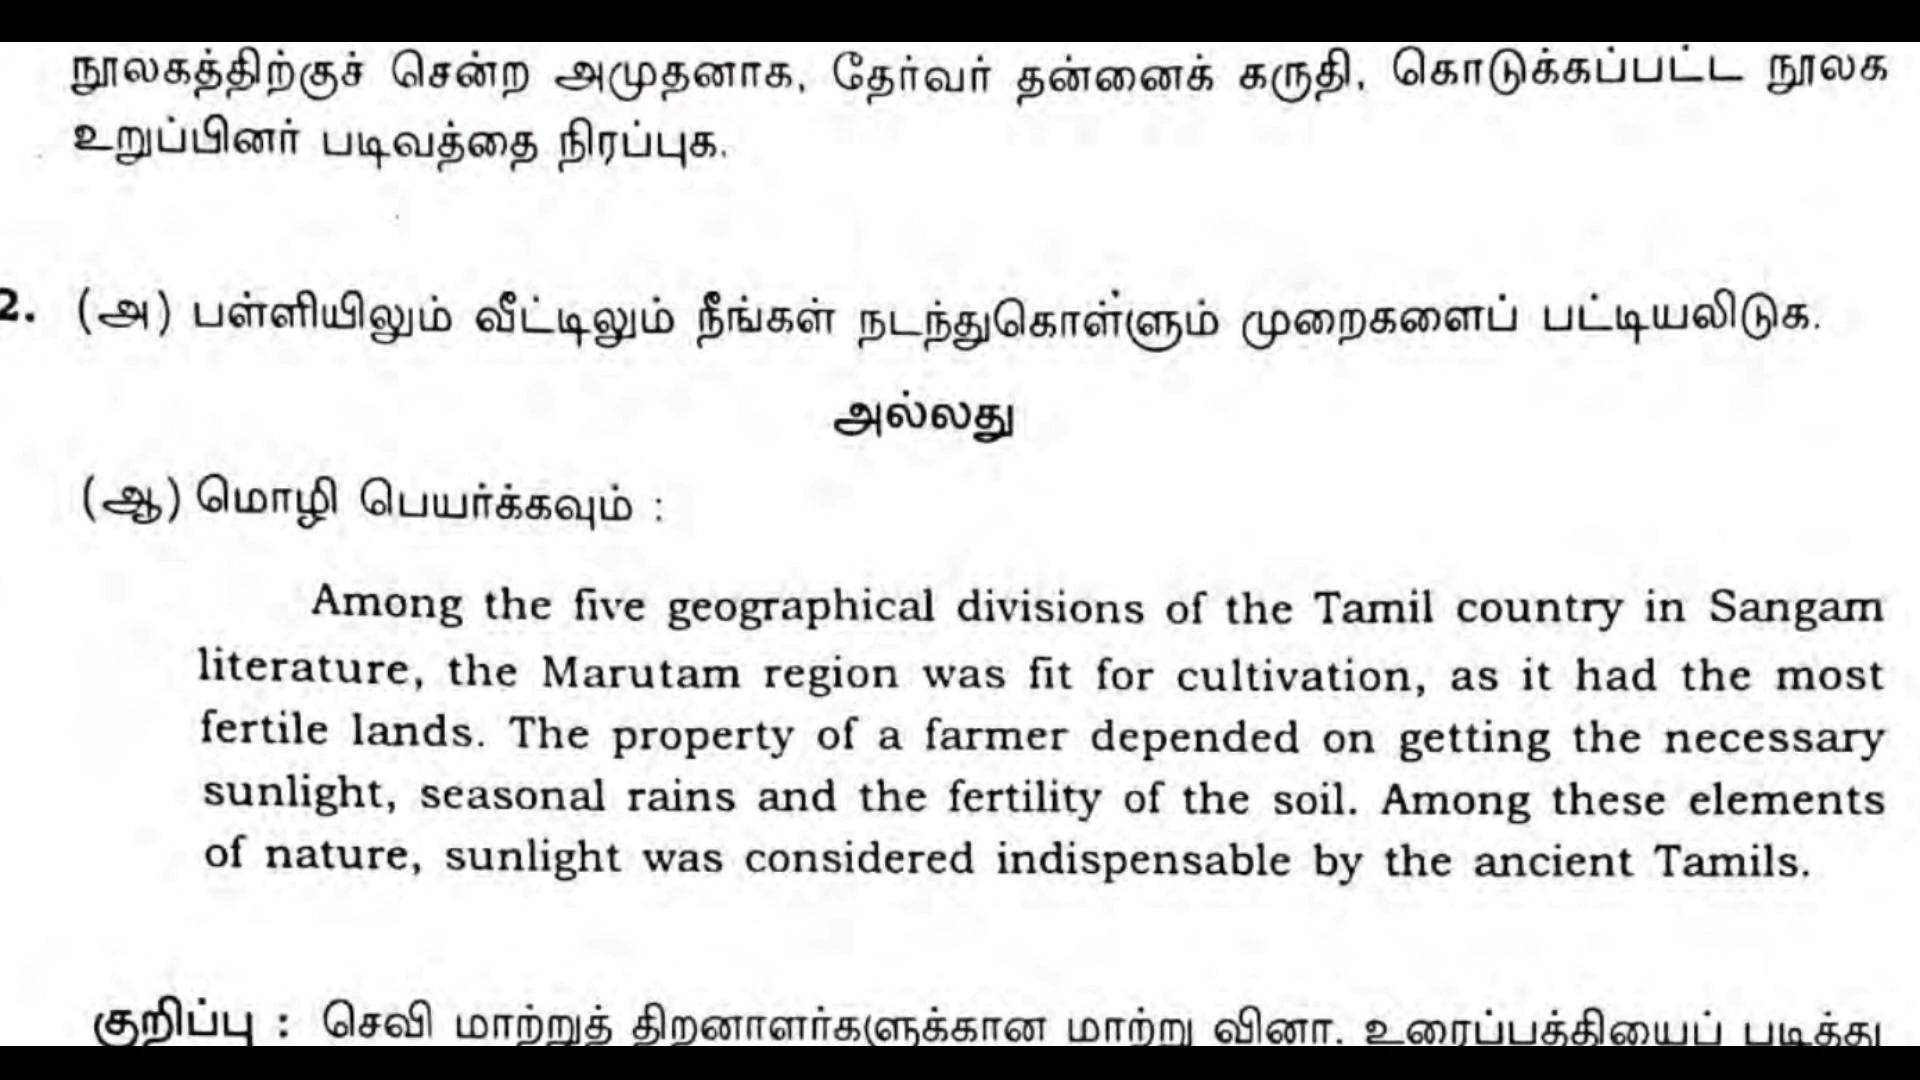 நூலகத்திற்குச் சென்ற அமுதனாக, தேர்வர் தன்னைக் கருதி, கொடுக்கப்பட்ட நூலக
உறுப்பினர் படிவத்தை நிரப்புக.
2. (அ) பள்ளியிலும் வீட்டிலும் நீங்கள் நடந்துகொள்ளும் முறைகளைப் பட்டியலிடுக.
அல்லது
(ஆ) மொழி பெயர்க்கவும் :
Among the five geographical divisions of the Tamil country in Sangam
literature, the Marutam region was fit for cultivation, as it had the most
fertile lands. The property of a farmer depended on getting the necessary
sunlight, seasonal rains and the fertility of the soil. Among these elements
of nature, sunlight was considered indispensable by the ancient Tamils.
குறிப்பு : செவி மாற்றுத் திறனாளர்களுக்கான மாற்று வினா. உரைப்பத்தியைப் படித்து